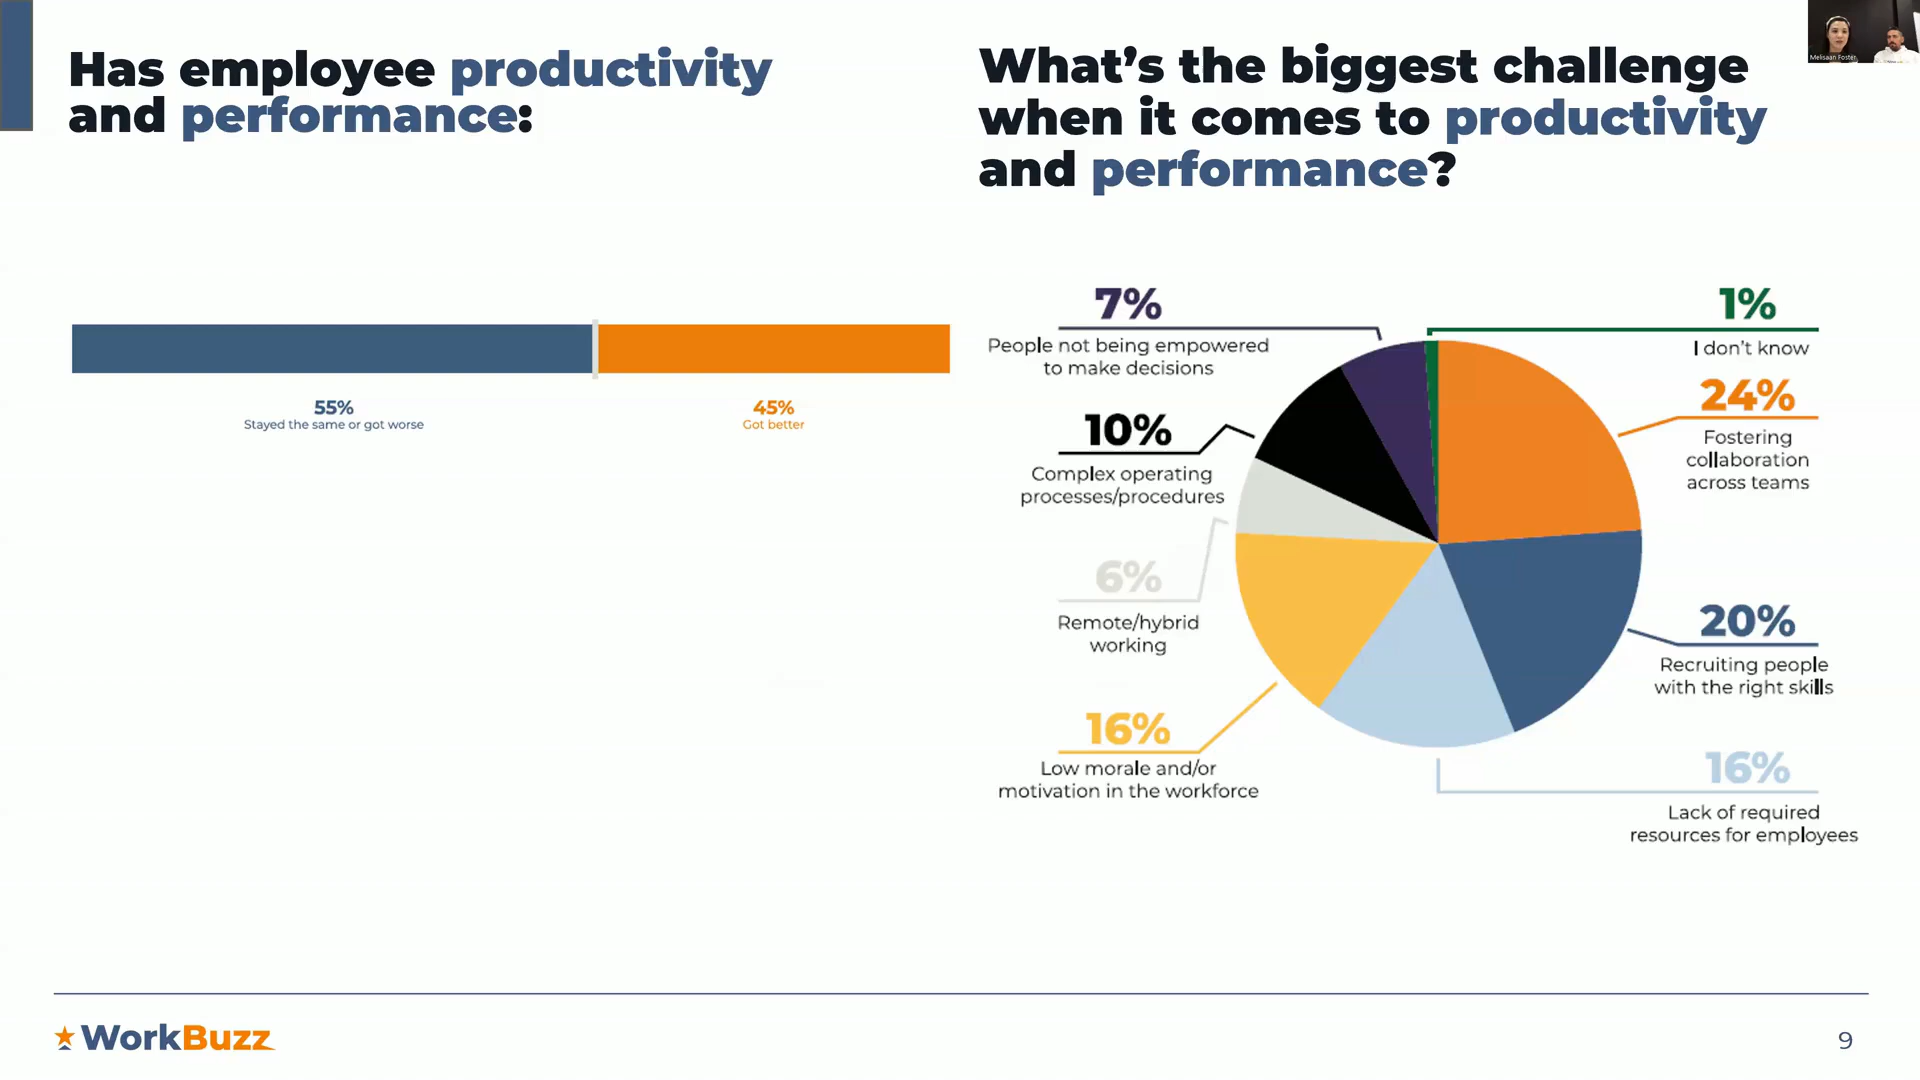 Has employee productivity
and performance:
55%
Stayed the same or got worse
45%
Got better
What's the biggest challenge
when it comes to productivity
and performance?
7%
People not being empowered
to make decisions
10%
Complex operating
processes/procedures
6%
Remote/hybrid
working
16%
Low morale and/or
motivation in the workforce
1%
I don't know
24%
Fostering
collaboration
across teams
20%
Recruiting people
with the right skills
16%
Lack of required
resources for employees
Melissan Foster
WorkBuzz
9